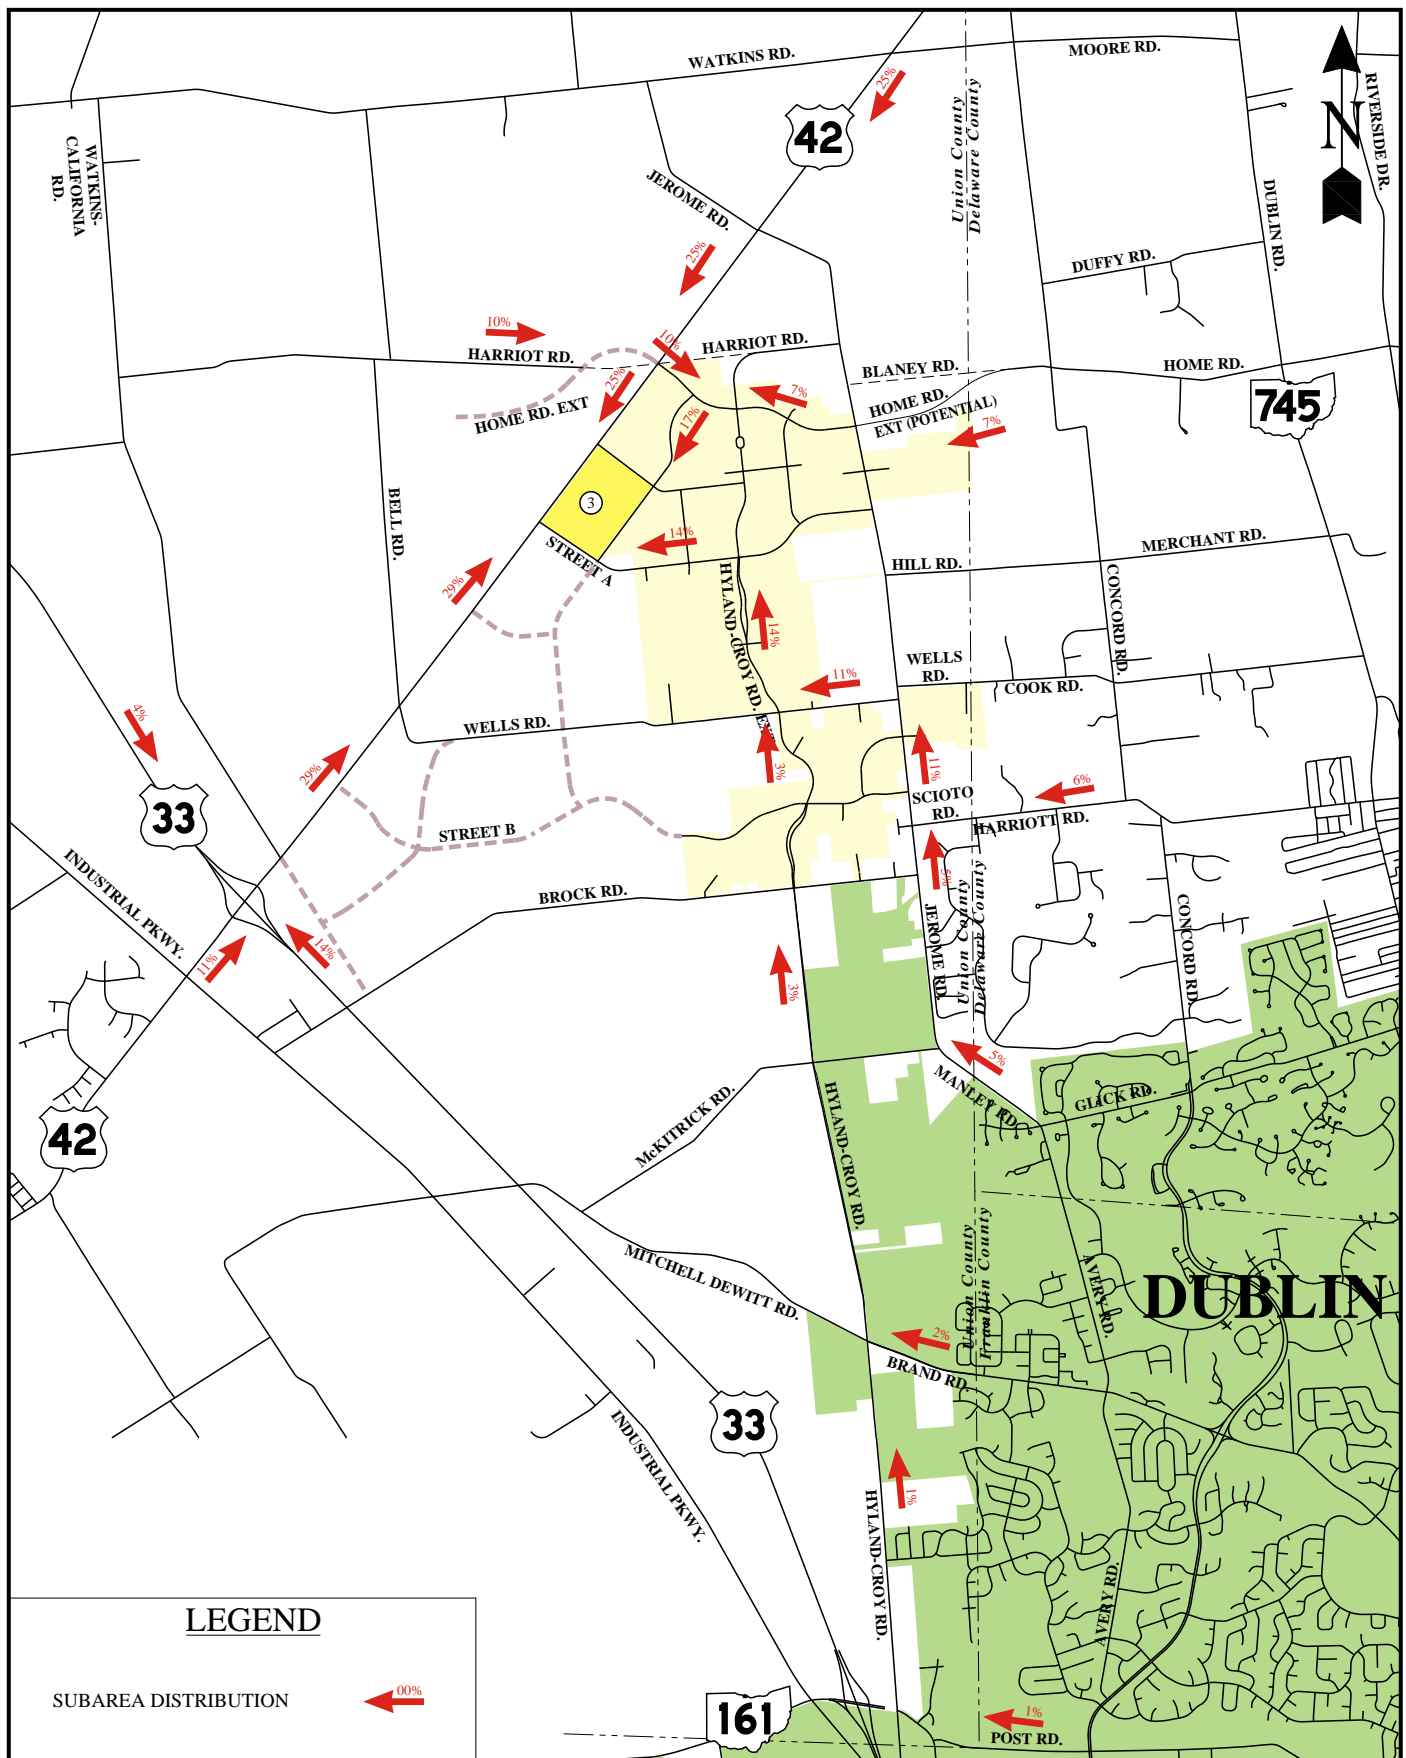 WATKINS RD.
MOORE RD.
25%
42
Union County
Delaware County
N
RIVERSIDE DR.
WATKINS-
CALIFORNIA
RD.
JEROME RD.
DUBLIN RD.
25%
DUFFY RD.
10%
HARRIOT RD.
10%
HARRIOT RD.
BLANEY RD.
HOME RD.
25%
7%
HOME RD. EXT
HOME RD.
EXT (POTENTIAL)
745
17%
7%
BELL RD.
3
14%
STREET A
HILL RD.
MERCHANT RD.
29%
HYLAND-CROY RD. EXT
CONCORD RD.
14%
WELLS
RD.
COOK RD.
11%
4%
WELLS RD.
29%
3%
11%
6%
33
SCIOTO
RD.
HARRIOTT RD.
STREET B
INDUSTRIAL PKWY.
BROCK RD.
5%
Union County
Delaware County
JEROME RD.
CONCORD RD.
11%
14%
3%
5%
MANLEY RD.
GLICK RD.
42
McKITRICK RD.
HYLAND-CROY RD.
MITCHELL DEWITT RD.
Union County
Franklin County
AVERY RD.
DUBLIN
2%
BRAND RD.
33
INDUSTRIAL PKWY.
1%
HYLAND-CROY RD.
AVERY RD.
LEGEND
SUBAREA DISTRIBUTION
00%
161
1%
POST RD.